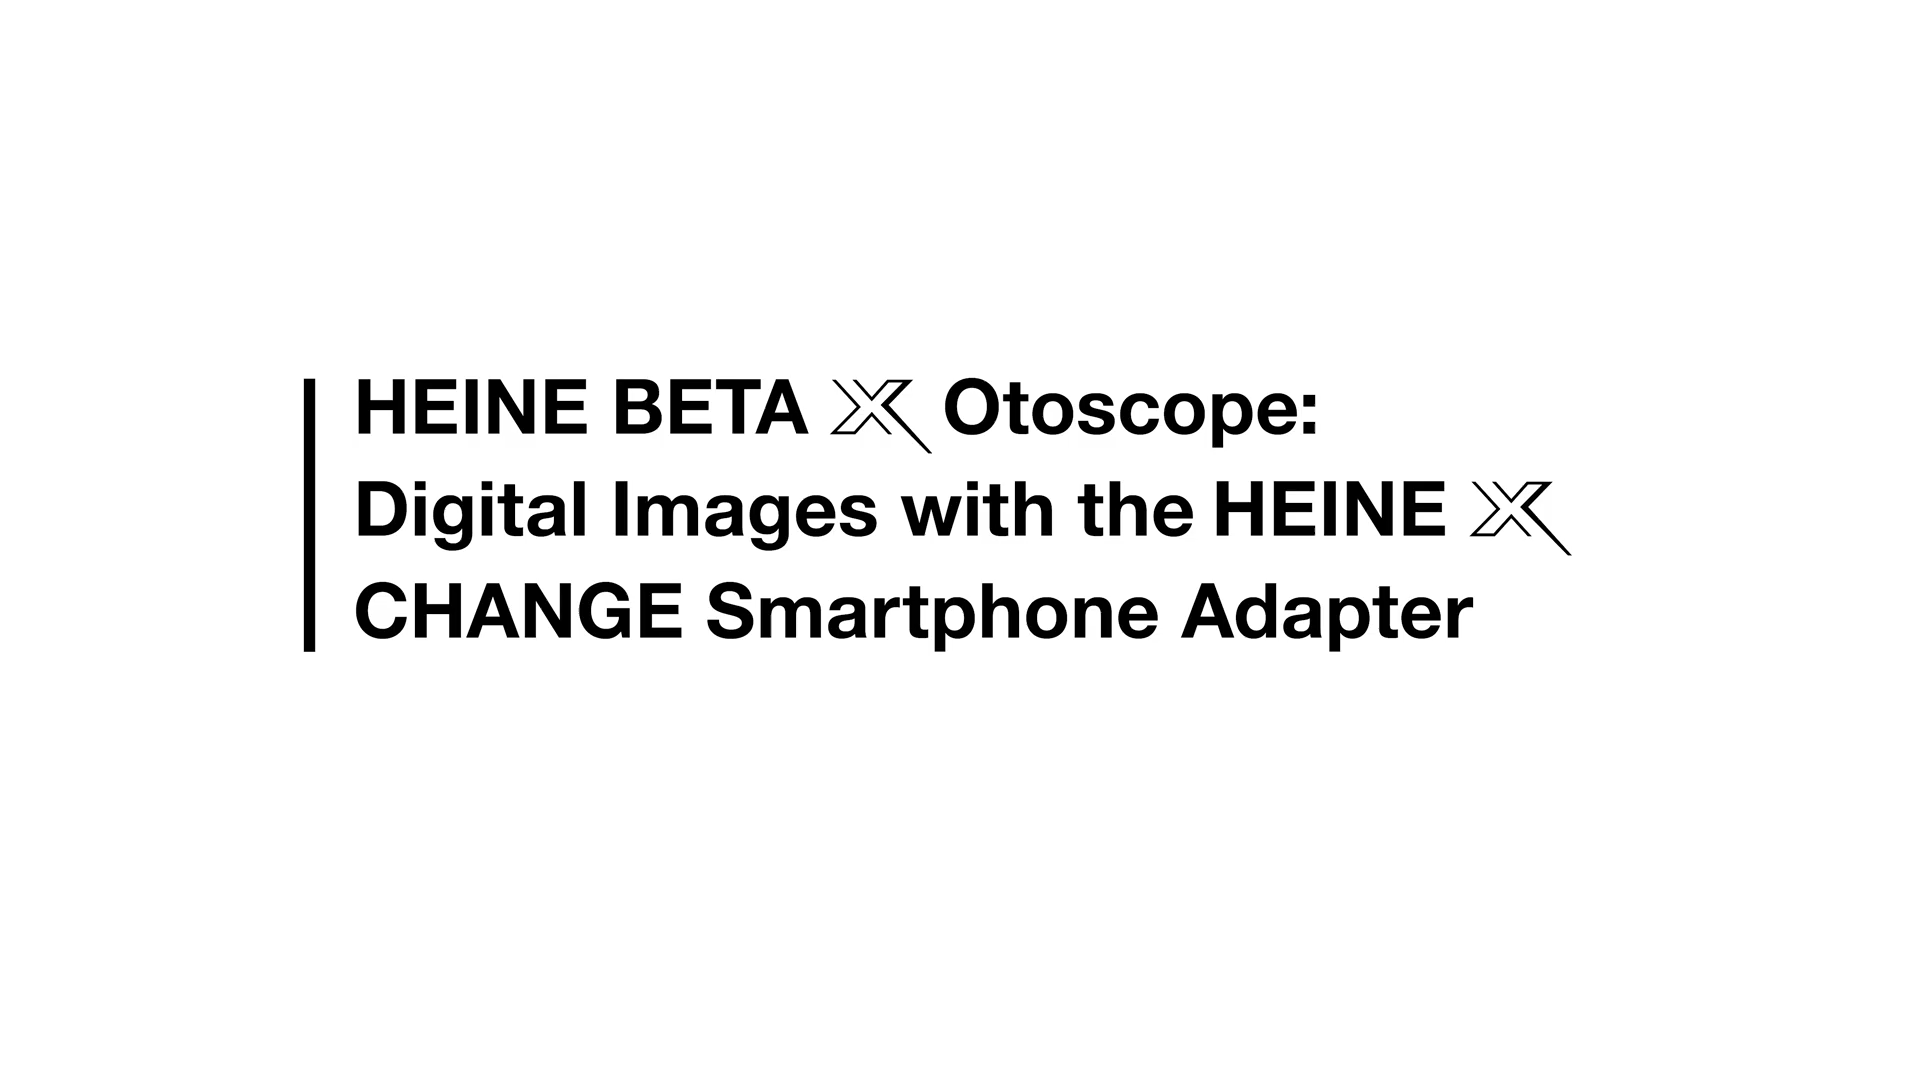 HEINE BETA X Otoscope:
Digital Images with the HEINE X
CHANGE Smartphone Adapter